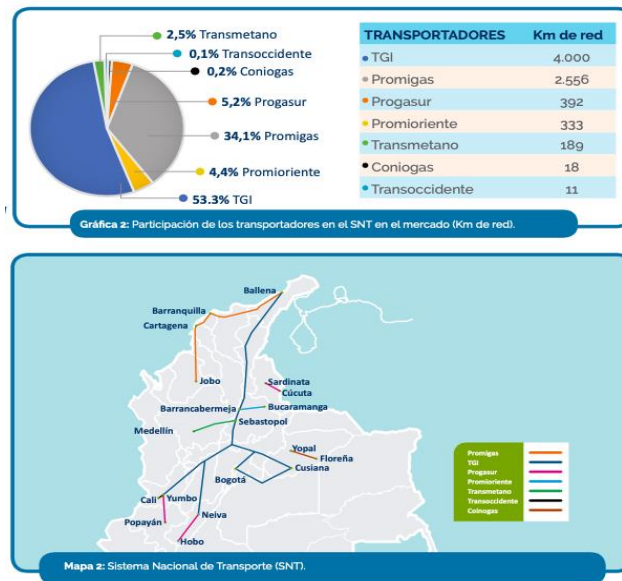 2,5% Transmetano
0,1% Transoccidente
0,2% Coniogas
5,2% Progasur
34,1% Promigas
4,4% Promioriente
53.3% TGI
TRANSPORTADORES Km de red
TGI 4.000
Promigas 2.556
Progasur 392
Promioriente 333
Transmetano 189
Coniogas 18
Transoccidente 11
Gráfica 2: Participación de los transportadores en el SNT en el mercado (Km de red).
Ballena
Barranquilla
Cartagena
Jobo
Sardinata
Cúcuta
Barrancabermeja
Bucaramanga
Sebastopol
Medellín
Yopal
Floreña
Bogotá
Cusiana
Cali
Yumbo
Neiva
Popayán
Hobo
Promigas
TGI
Progasur
Promioriente
Transmetano
Transoccidente
Coinogas
Mapa 2: Sistema Nacional de Transporte (SNT).